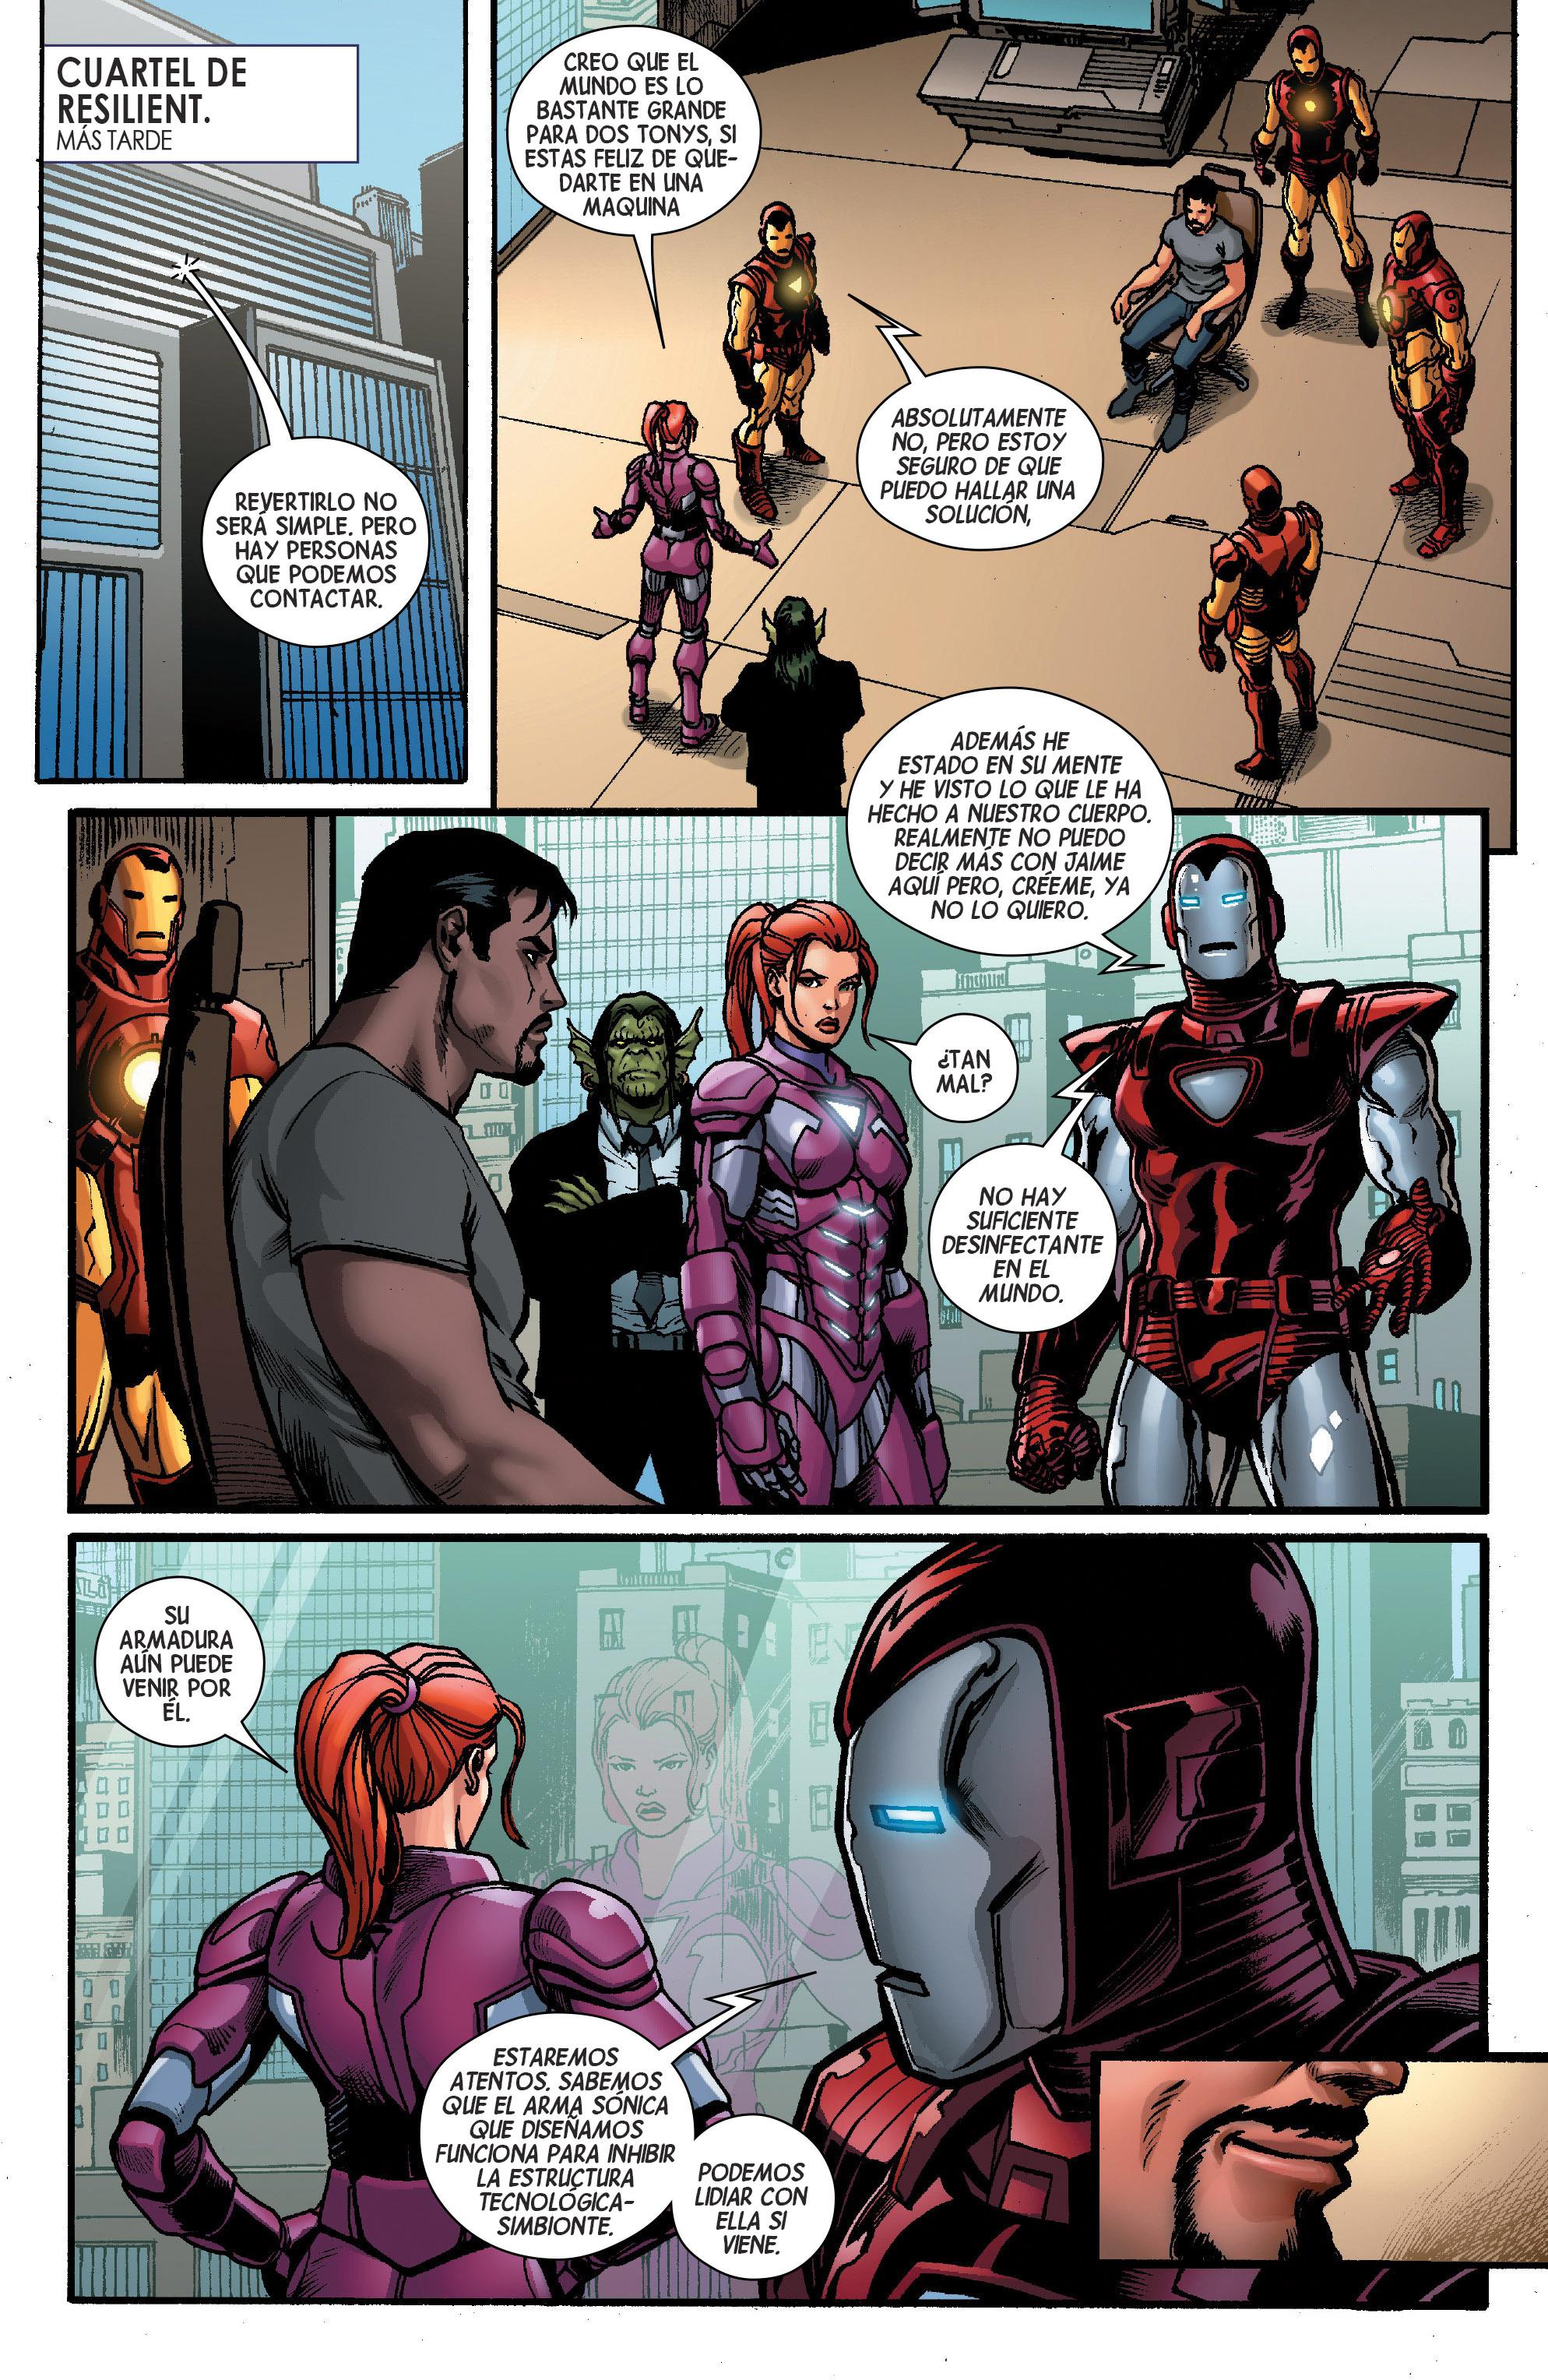 CUARTEL DE
RESILIENT.
MÁS TARDE
REVERTIRLO NO
SERÁ SIMPLE. PERO
HAY PERSONAS
QUE PODEMOS
CONTACTAR.
CREO QUE EL
MUNDO ES LO
BASTANTE GRANDE
PARA DOS TONYS, SI
ESTAS FELIZ DE QUE-
DARTE EN UNA
MAQUINA
ABSOLUTAMENTE
NO, PERO ESTOY
SEGURO DE QUE
PUEDO HALLAR UNA
SOLUCIÓN,
ADEMÁS HE
ESTADO EN SU MENTE
Y HE VISTO LO QUE LE HA
HECHO A NUESTRO CUERPO.
REALMENTE NO PUEDO
DECIR MÁS CON JAIME
AQUÍ PERO, CRÉEME, YA
NO LO QUIERO.
¿TAN
MAL?
NO HAY
SUFICIENTE
DESINFECTANTE
EN EL
MUNDO.
SU
ARMADURA
AÚN PUEDE
VENIR POR
ÉL.
ESTAREMOS
ATENTOS. SABEMOS
QUE EL ARMA SÓNICA
QUE DISEÑAMOS
FUNCIONA PARA INHIBIR
LA ESTRUCTURA
TECNOLÓGICA-
SIMBIONTE.
PODEMOS
LIDIAR CON
ELLA SI
VIENE.